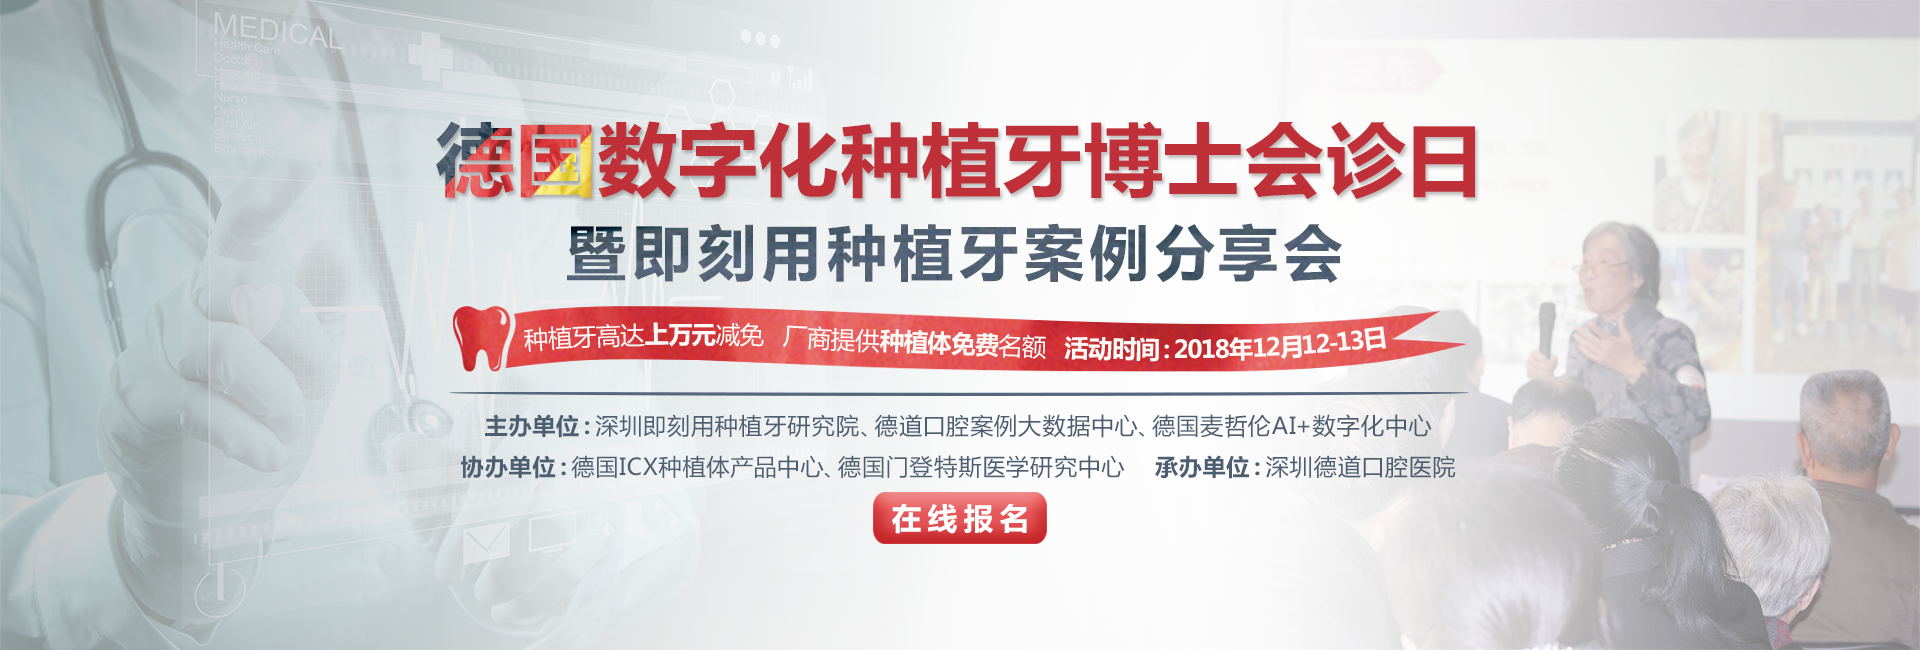 MEDICAL
Health Care
Doctor
Hospital
Nurse
Dentist
First Aid
Surgeon
Emergency
德国数字化种植牙博士会诊日
暨即刻用种植牙案例分享会
种植牙高达上万元减免 厂商提供种植体免费名额 活动时间：2018年12月12-13日
主办单位：深圳即刻用种植牙研究院、德道口腔案例大数据中心、德国麦哲伦AI+数字化中心
协办单位：德国ICX种植体产品中心、德国门登特斯医学研究中心 承办单位：深圳德道口腔医院
在线报名